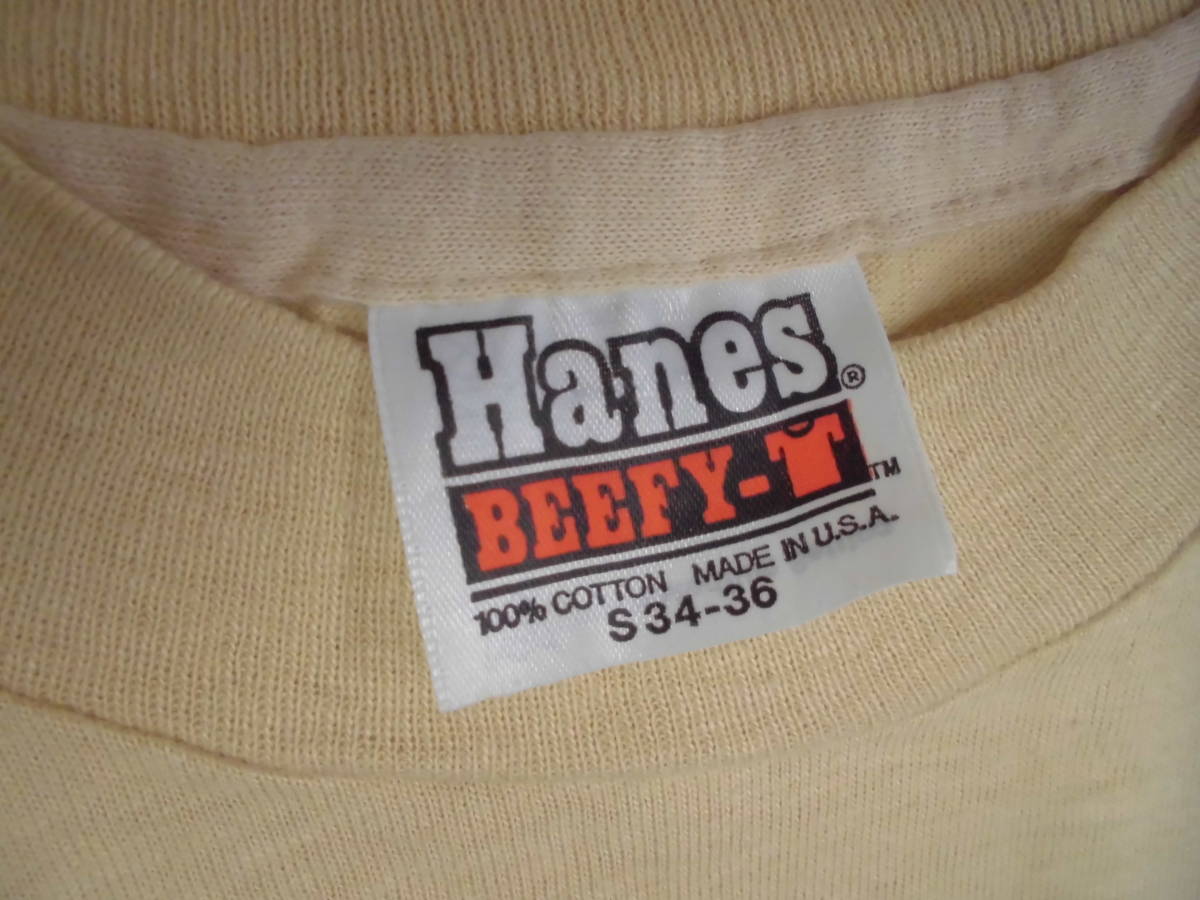 Hanes®
BEEFY-T™
100% COTTON MADE IN U.S.A.
S 34-36